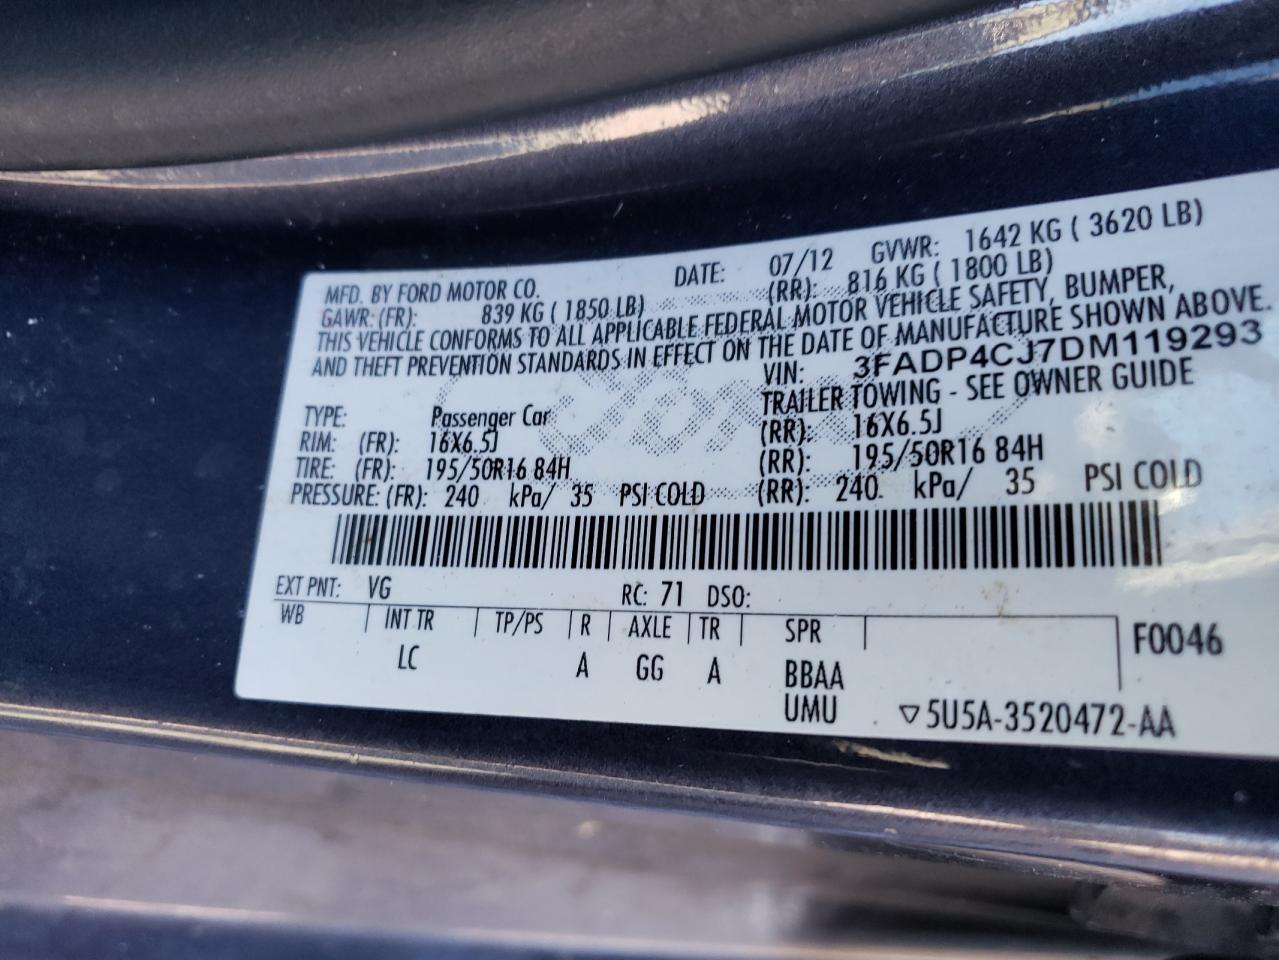 MFD. BY FORD MOTOR CO. DATE: 07/12 GVWR: 1642 KG ( 3620 LB)
GAWR: (FR): 839 KG ( 1850 LB) (RR): 816 KG ( 1800 LB)
THIS VEHICLE CONFORMS TO ALL APPLICABLE FEDERAL MOTOR VEHICLE SAFETY, BUMPER,
AND THEFT PREVENTION STANDARDS IN EFFECT ON THE DATE OF MANUFACTURE SHOWN ABOVE.
VIN: 3FADP4CJ7DM119293
TYPE: Passenger Car TRAILER TOWING - SEE OWNER GUIDE
RIM: (FR): 16X6.5J (RR): 16X6.5J
TIRE: (FR): 195/50R16 84H (RR): 195/50R16 84H
PRESSURE: (FR): 240 kPa/ 35 PSI COLD (RR): 240. kPa/ 35 PSI COLD
EXT PNT: VG RC: 71 DSO:
WB INT TR TP/PS R AXLE TR SPR F0046
LC A GG A BBAA
UMU ▽5U5A-3520472-AA